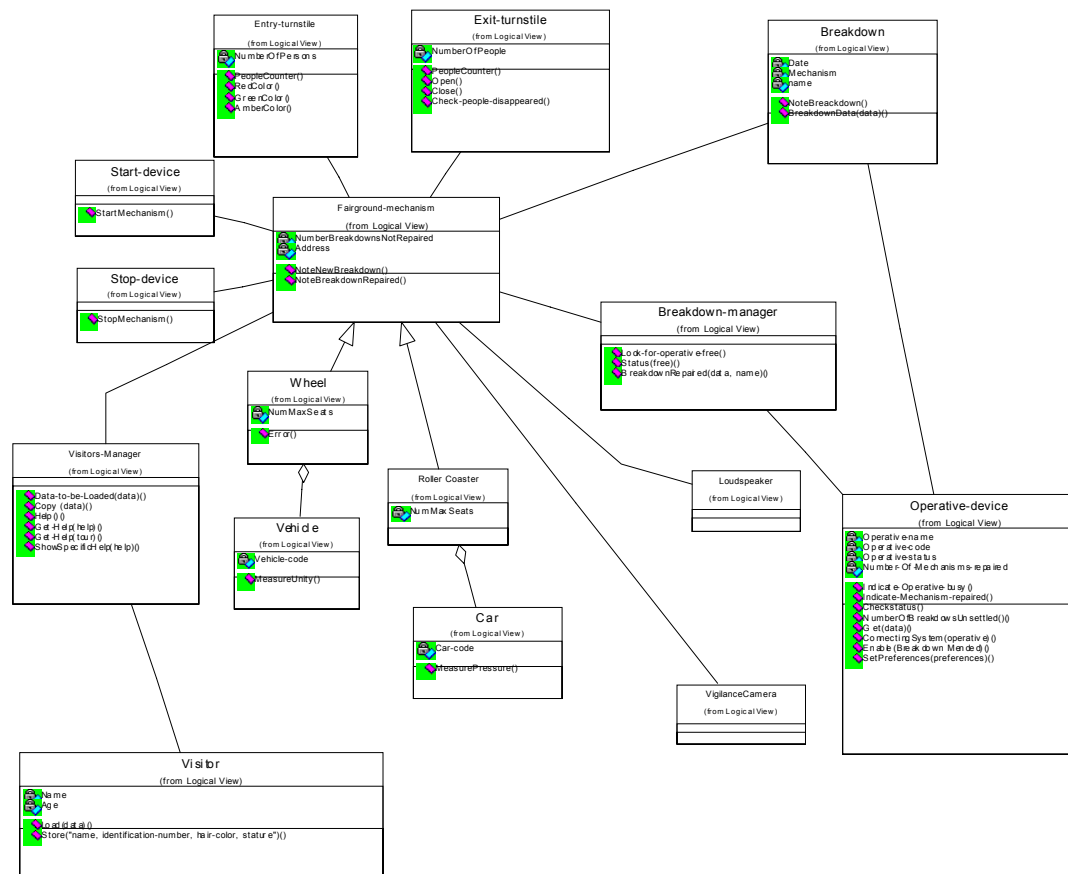 Entry-turnstile
(from Logical View)
NumberOfPersons
PeopleCounter()
RedColor()
GreenColor()
AmberColor()
Exit-turnstile
(from Logical View)
NumberOfPeople
PeopleCounter()
Open()
Close()
Check-people-disappeared()
Breakdown
(from Logical View)
Date
Mechanism
name
NoteBreackdown()
BreakdownData(data)()
Start-device
(from Logical View)
StartMechanism()
Fairground-mechanism
(from Logical View)
NumberBreakdownsNotRepaired
Address
NoteNewBreakdown()
NoteBreakdownRepaired()
Stop-device
(from Logical View)
StopMechanism()
Breakdown-manager
(from Logical View)
Look-for-operative-free()
Status(free)()
BreakdownRepaired(data, name)()
Wheel
(from Logical View)
NumMaxSeats
Error()
Visitors-Manager
(from Logical View)
Data-to-be-Loaded(data)()
Copy (data)()
Help()()
Get-Help(help)()
Get-Help(tour)()
ShowSpecificHelp(help)()
Roller Coaster
(from Logical View)
NumMaxSeats
Loudspeaker
(from Logical View)
Operative-device
(from Logical View)
Operative-name
Operative-code
Operative-status
Number-Of-Mechanisms-repaired
Indicate-Operative-busy()
Indicate-Mechanism-repaired()
Checkstatus()
NumberOfBreakdowsUnsettled()()
Get(data)()
ConnectingSystem(operative)()
Enable(Breakdown Mended)()
SetPreferences(preferences)()
Vehicle
(from Logical View)
Vehicle-code
MeasureUnity()
Car
(from Logical View)
Car-code
MeasurePressure()
VigilanceCamera
(from Logical View)
Visitor
(from Logical View)
Name
Age
Load(data)()
Store("name, identification-number, hair-color, stature")()